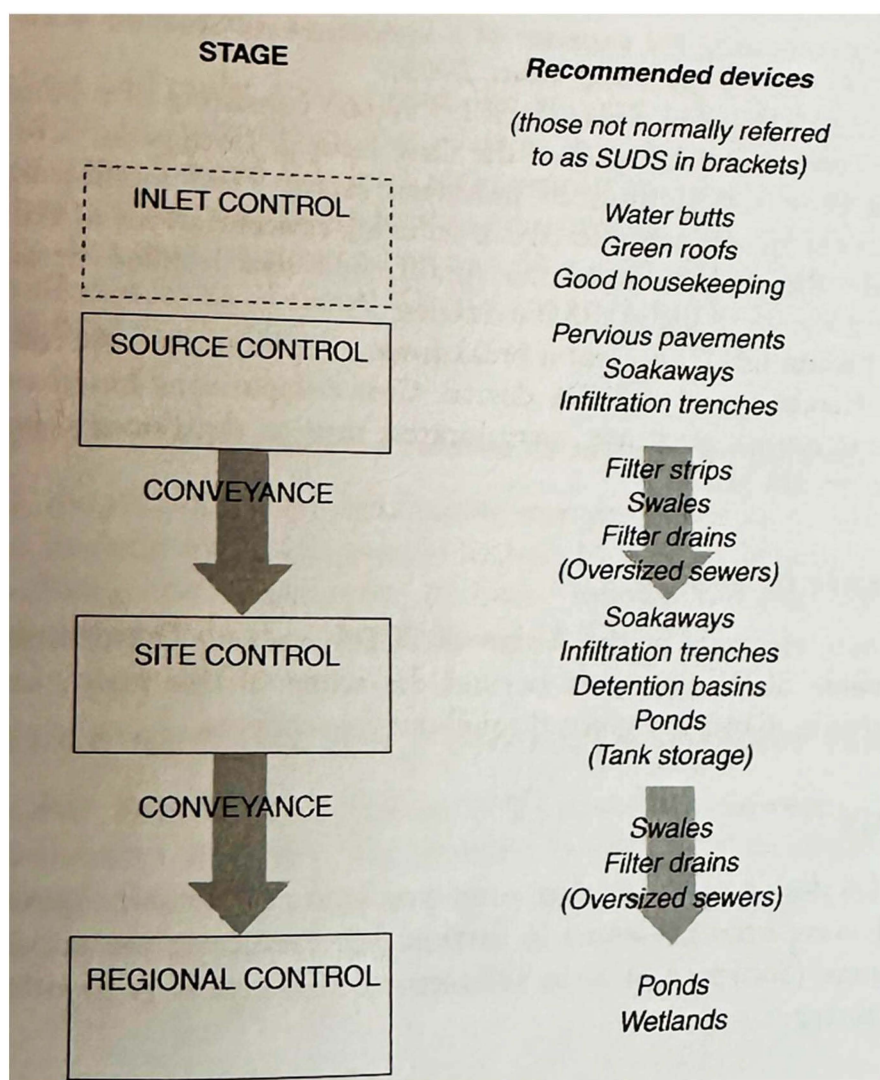 STAGE
Recommended devices
(those not normally referred
to as SUDS in brackets)
INLET CONTROL
Water butts
Green roofs
Good housekeeping
SOURCE CONTROL
Pervious pavements
Soakaways
Infiltration trenches
CONVEYANCE
Filter strips
Swales
Filter drains
(Oversized sewers)
SITE CONTROL
Soakaways
Infiltration trenches
Detention basins
Ponds
(Tank storage)
CONVEYANCE
Swales
Filter drains
(Oversized sewers)
REGIONAL CONTROL
Ponds
Wetlands